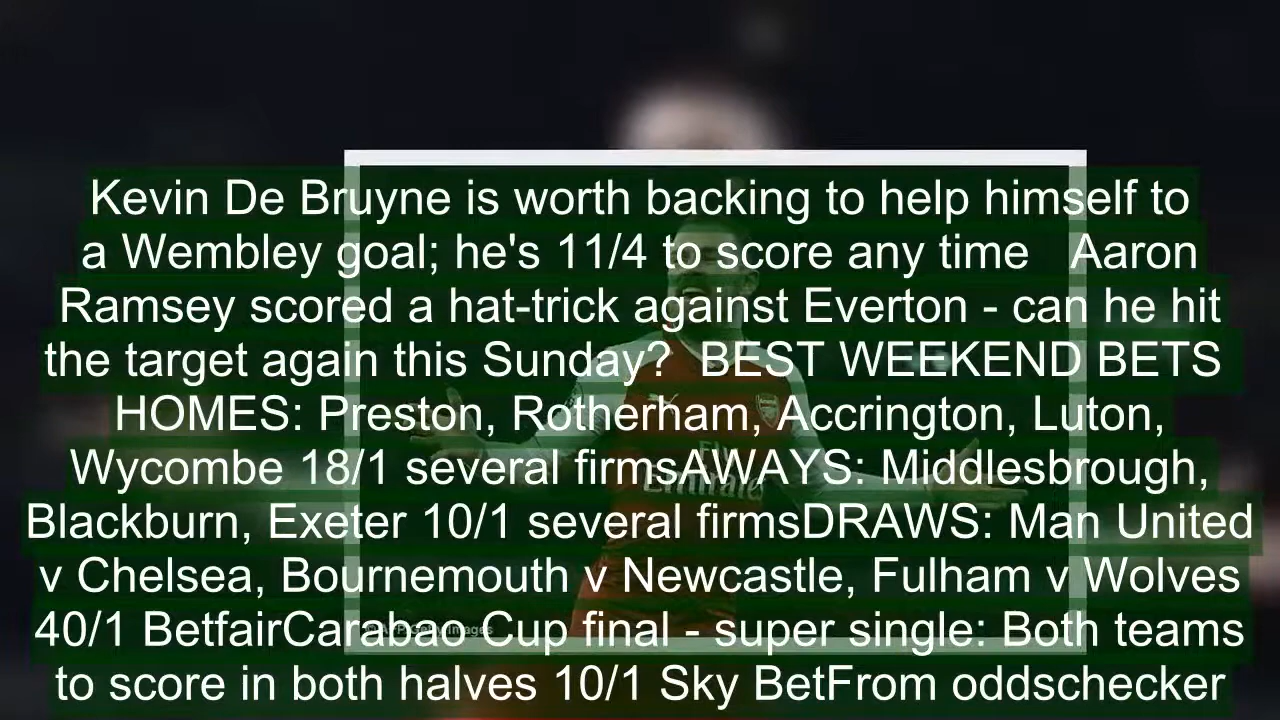 Kevin De Bruyne is worth backing to help himself to
a Wembley goal; he's 11/4 to score any time   Aaron
Ramsey scored a hat-trick against Everton - can he hit
the target again this Sunday?  BEST WEEKEND BETS
HOMES: Preston, Rotherham, Accrington, Luton,
Wycombe 18/1 several firmsAWAYS: Middlesbrough,
Blackburn, Exeter 10/1 several firmsDRAWS: Man United
v Chelsea, Bournemouth v Newcastle, Fulham v Wolves
40/1 BetfairCarabao Cup final - super single: Both teams
to score in both halves 10/1 Sky BetFrom oddschecker
Emirates
Images